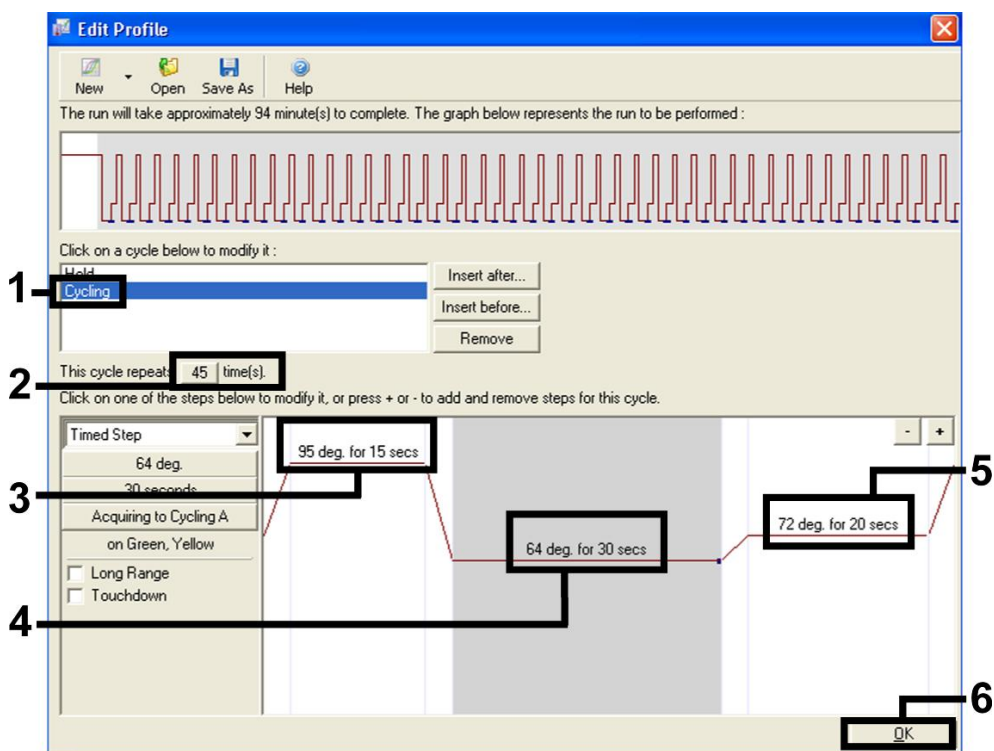 Edit Profile
New Open Save As Help
The run will take approximately 94 minute(s) to complete. The graph below represents the run to be performed :
Click on a cycle below to modify it :
Hold
Cycling
Insert after...
Insert before...
Remove
1
This cycle repeats 45 time(s).
2
Click on one of the steps below to modify it, or press + or - to add and remove steps for this cycle.
Timed Step
64 deg.
30 seconds
Acquiring to Cycling A
on Green, Yellow
Long Range
Touchdown
95 deg. for 15 secs
3
64 deg. for 30 secs
4
72 deg. for 20 secs
5
- +
6
OK